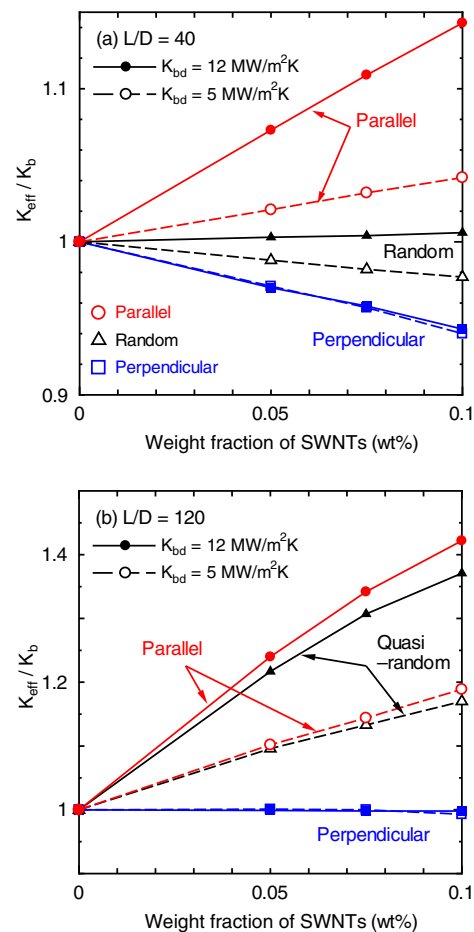 (a) L/D = 40
K_bd = 12 MW/m²K
K_bd = 5 MW/m²K
1.1
Parallel
K_eff / K_b
1
Random
Parallel
Random
Perpendicular
Perpendicular
0.9
0
0.05
0.1
Weight fraction of SWNTs (wt%)
(b) L/D = 120
K_bd = 12 MW/m²K
K_bd = 5 MW/m²K
1.4
Quasi
–random
Parallel
K_eff / K_b
1.2
1
Perpendicular
0
0.05
0.1
Weight fraction of SWNTs (wt%)